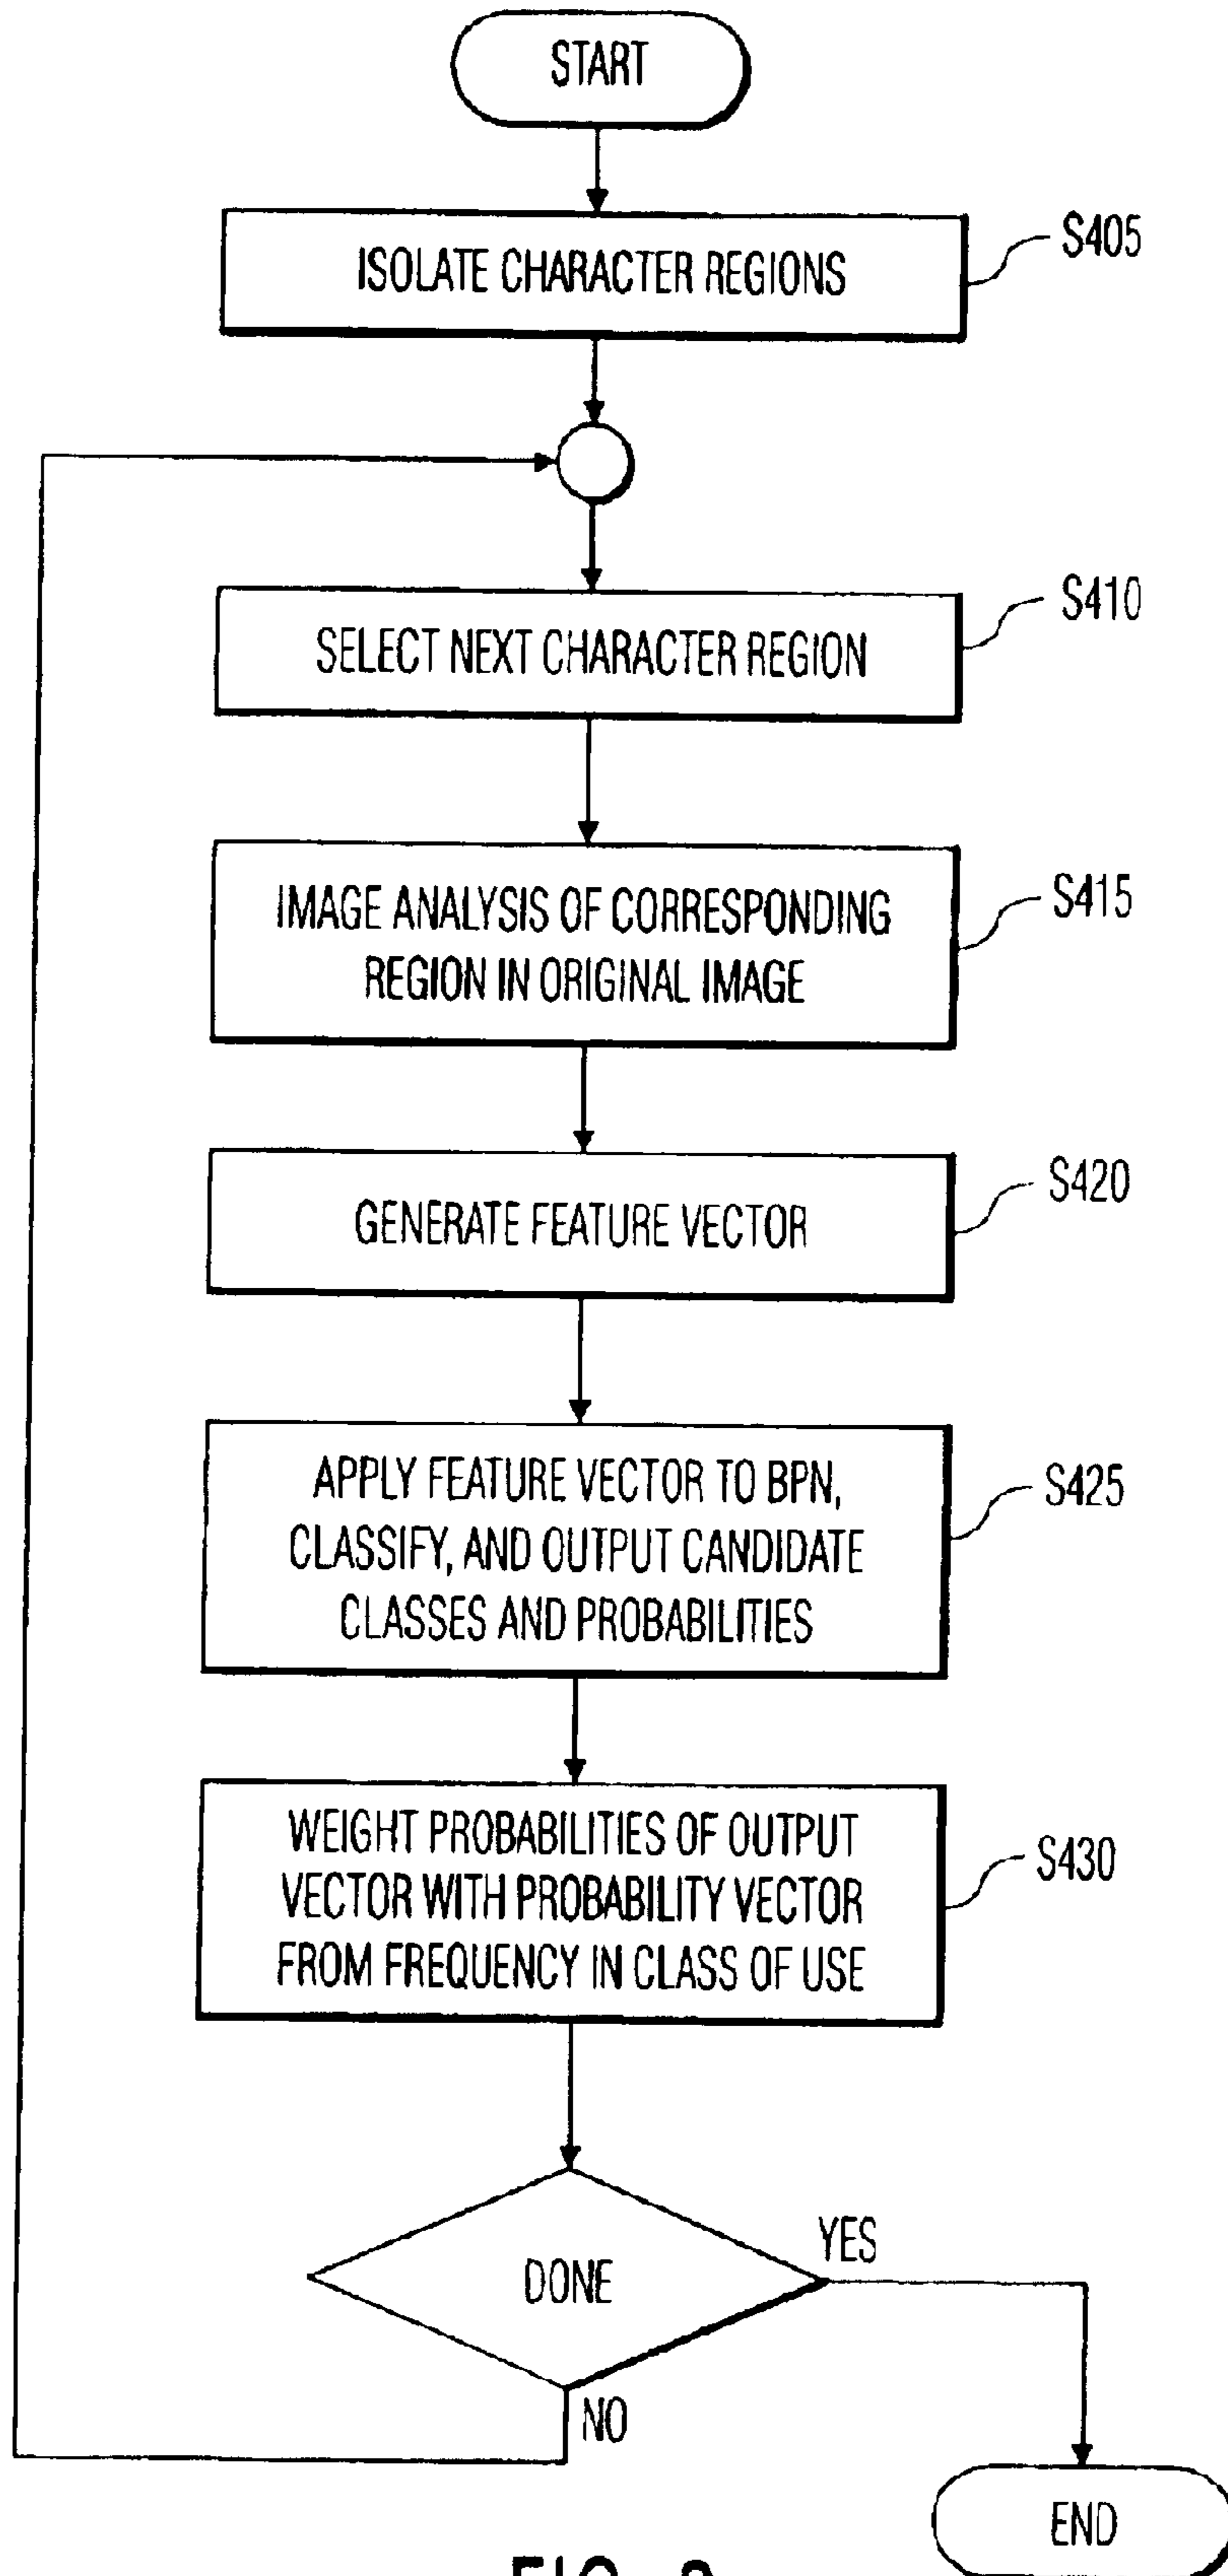 START
ISOLATE CHARACTER REGIONS
S405
SELECT NEXT CHARACTER REGION
S410
IMAGE ANALYSIS OF CORRESPONDING
REGION IN ORIGINAL IMAGE
S415
GENERATE FEATURE VECTOR
S420
APPLY FEATURE VECTOR TO BPN,
CLASSIFY, AND OUTPUT CANDIDATE
CLASSES AND PROBABILITIES
S425
WEIGHT PROBABILITIES OF OUTPUT
VECTOR WITH PROBABILITY VECTOR
FROM FREQUENCY IN CLASS OF USE
S430
DONE
YES
NO
END
FIG.